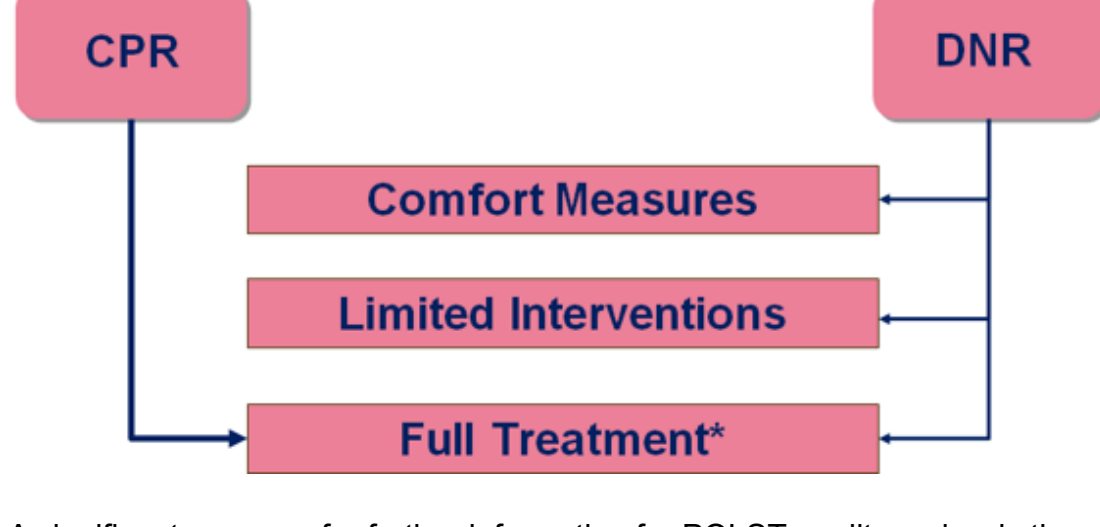 CPR
DNR
Comfort Measures
Limited Interventions
Full Treatment*